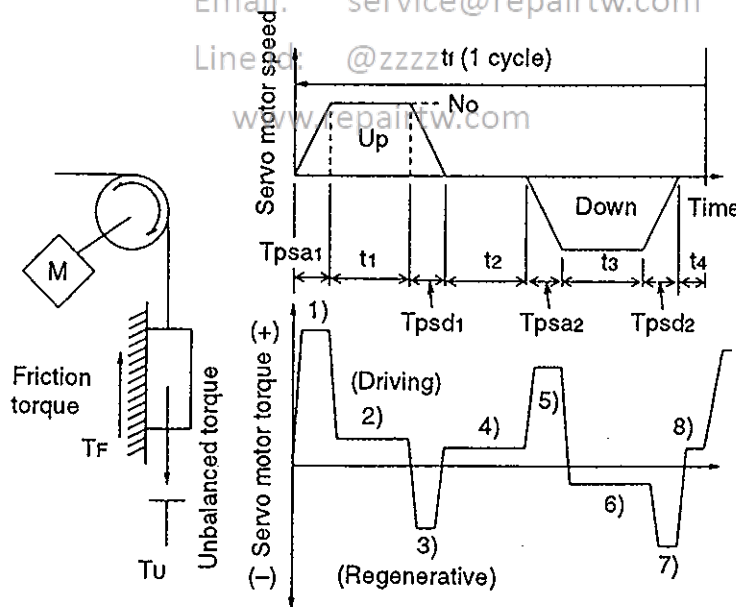 Email: service@repairtw.com
Line id: @zzzz
www.repairtw.com
Servo motor speed
tf (1 cycle)
No
Up
Down
Time
Tpsa1
t1
t2
t3
t4
Tpsd1
Tpsa2
Tpsd2
M
Friction
torque
TF
Unbalanced torque
TU
Servo motor torque
(+)
(–)
(Driving)
(Regenerative)
1)
2)
3)
4)
5)
6)
7)
8)